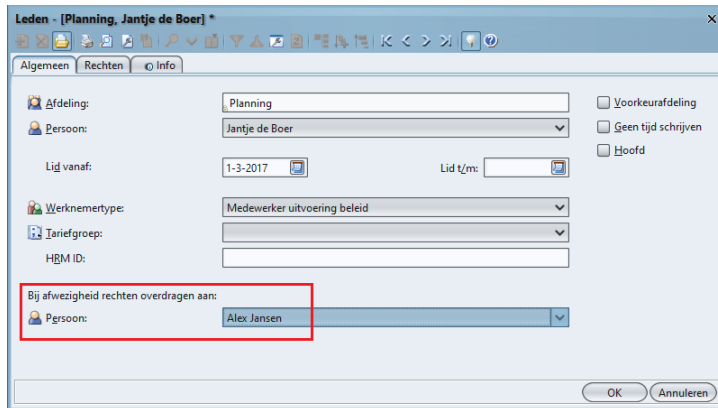 Leden - [Planning, Jantje de Boer] *
Algemeen Rechten Info
Afdeling: Planning Voorkeurafdeling
Persoon: Jantje de Boer Geen tijd schrijven
Hoofd
Lid vanaf: 1-3-2017 Lid t/m:
Werknemertype: Medewerker uitvoering beleid
Tariefgroep:
HRM ID:
Bij afwezigheid rechten overdragen aan:
Persoon: Alex Jansen
OK Annuleren